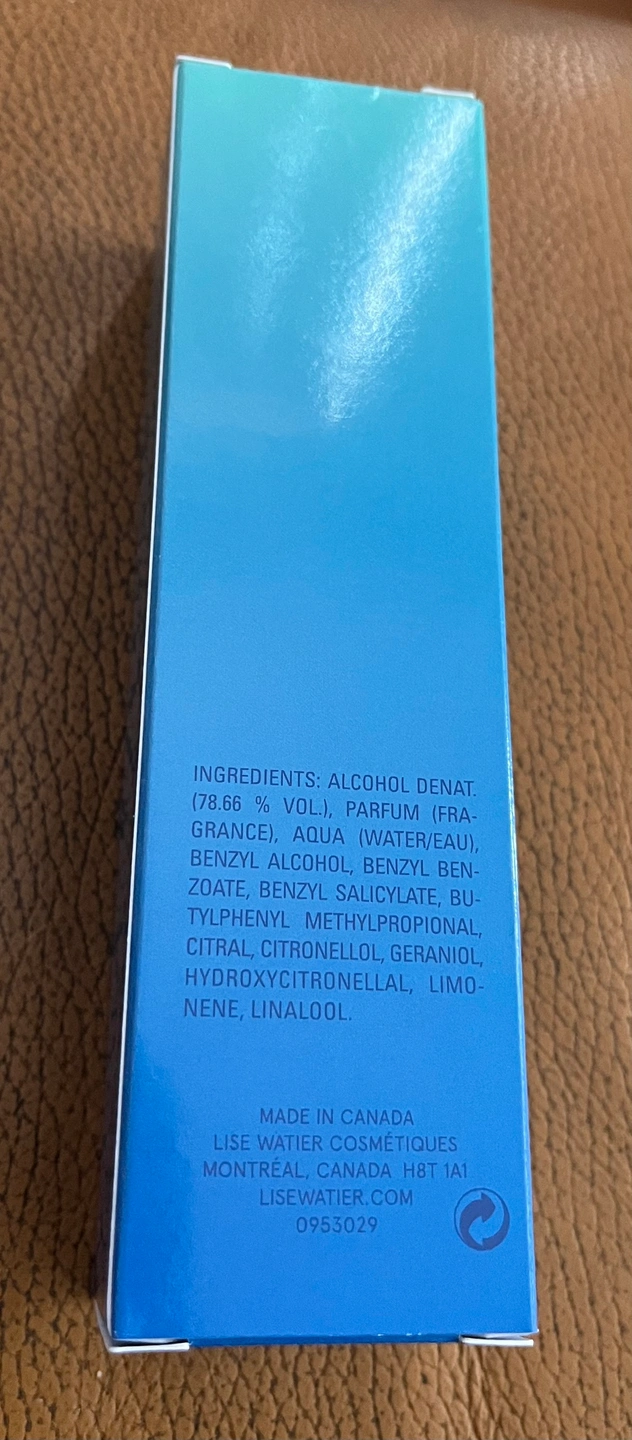 INGREDIENTS: ALCOHOL DENAT.
(78.66 % VOL.), PARFUM (FRA-
GRANCE), AQUA (WATER/EAU),
BENZYL ALCOHOL, BENZYL BEN-
ZOATE, BENZYL SALICYLATE, BU-
TYLPHENYL METHYLPROPIONAL,
CITRAL, CITRONELLOL, GERANIOL,
HYDROXYCITRONELLAL, LIMO-
NENE, LINALOOL.
MADE IN CANADA
LISE WATIER COSMÉTIQUES
MONTRÉAL, CANADA H8T 1A1
LISEWATIER.COM
0953029